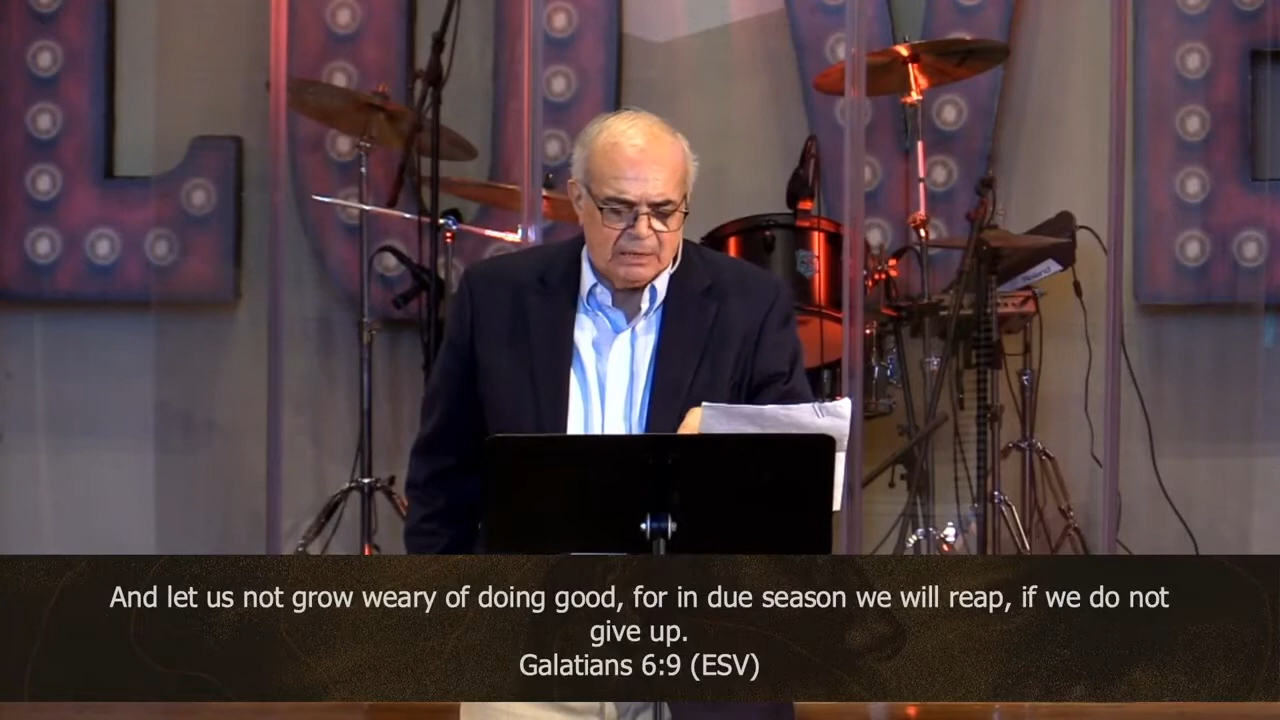 L
V
E
Roland
And let us not grow weary of doing good, for in due season we will reap, if we do not
give up.
Galatians 6:9 (ESV)